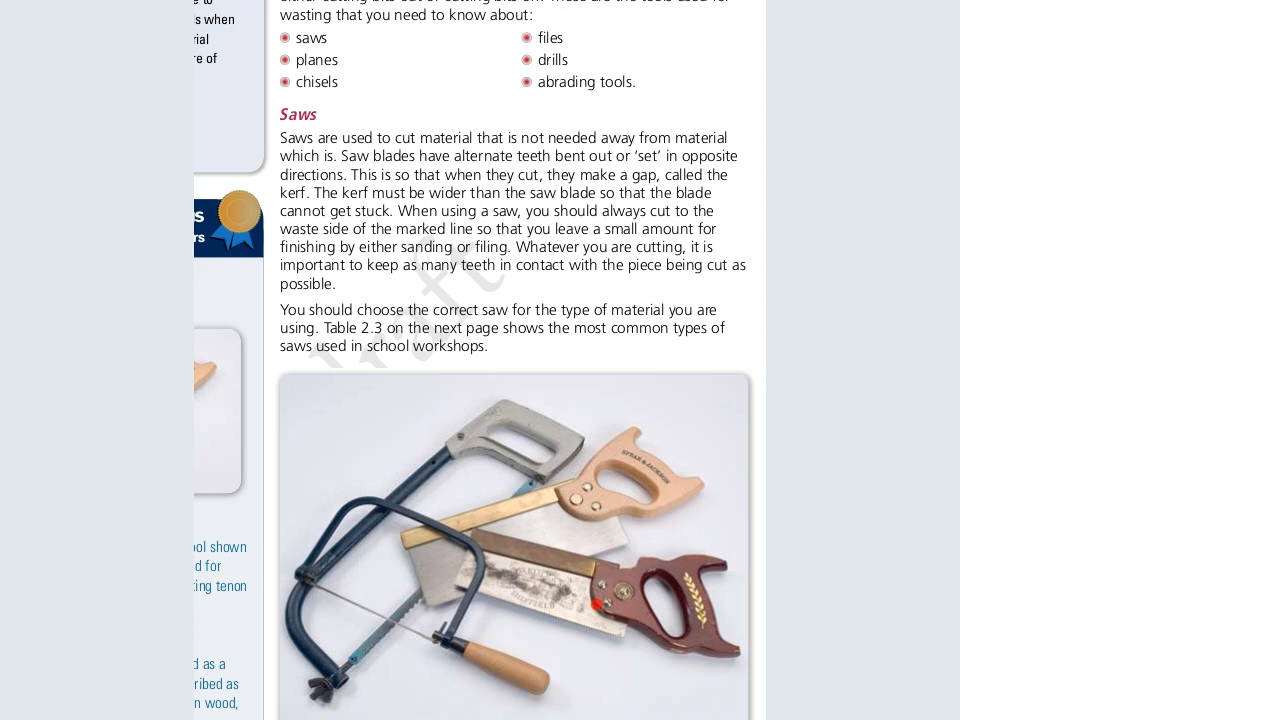 s when
re of
wasting that you need to know about:
saws
planes
chisels
files
drills
abrading tools.
Saws
Saws are used to cut material that is not needed away from material
which is. Saw blades have alternate teeth bent out or ‘set’ in opposite
directions. This is so that when they cut, they make a gap, called the
kerf. The kerf must be wider than the saw blade so that the blade
cannot get stuck. When using a saw, you should always cut to the
waste side of the marked line so that you leave a small amount for
finishing by either sanding or filing. Whatever you are cutting, it is
important to keep as many teeth in contact with the piece being cut as
possible.
You should choose the correct saw for the type of material you are
using. Table 2.3 on the next page shows the most common types of
saws used in school workshops.
draft
SPEAR & JACKSON
SHEFFIELD
shown
for
tenon
as a
as
wood,